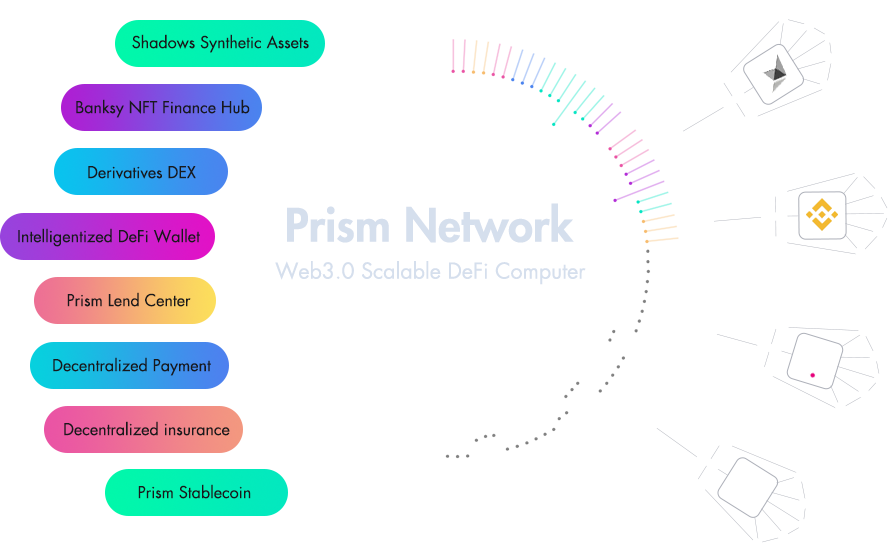 Shadows Synthetic Assets
Banksy NFT Finance Hub
Derivatives DEX
Intelligentized DeFi Wallet
Prism Lend Center
Decentralized Payment
Decentralized insurance
Prism Stablecoin
Prism Network
Web3.0 Scalable DeFi Computer